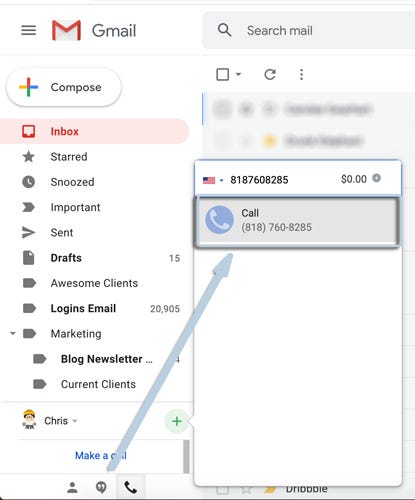 Gmail
Search mail
Compose
Inbox
Starred
Snoozed
Important
Sent
Drafts 15
Awesome Clients
Logins Email 20,905
Marketing
Blog Newsletter ... 4
Current Clients
Chris
Make a call
8187608285 $0.00
Call
(818) 760-8285
Dribbble